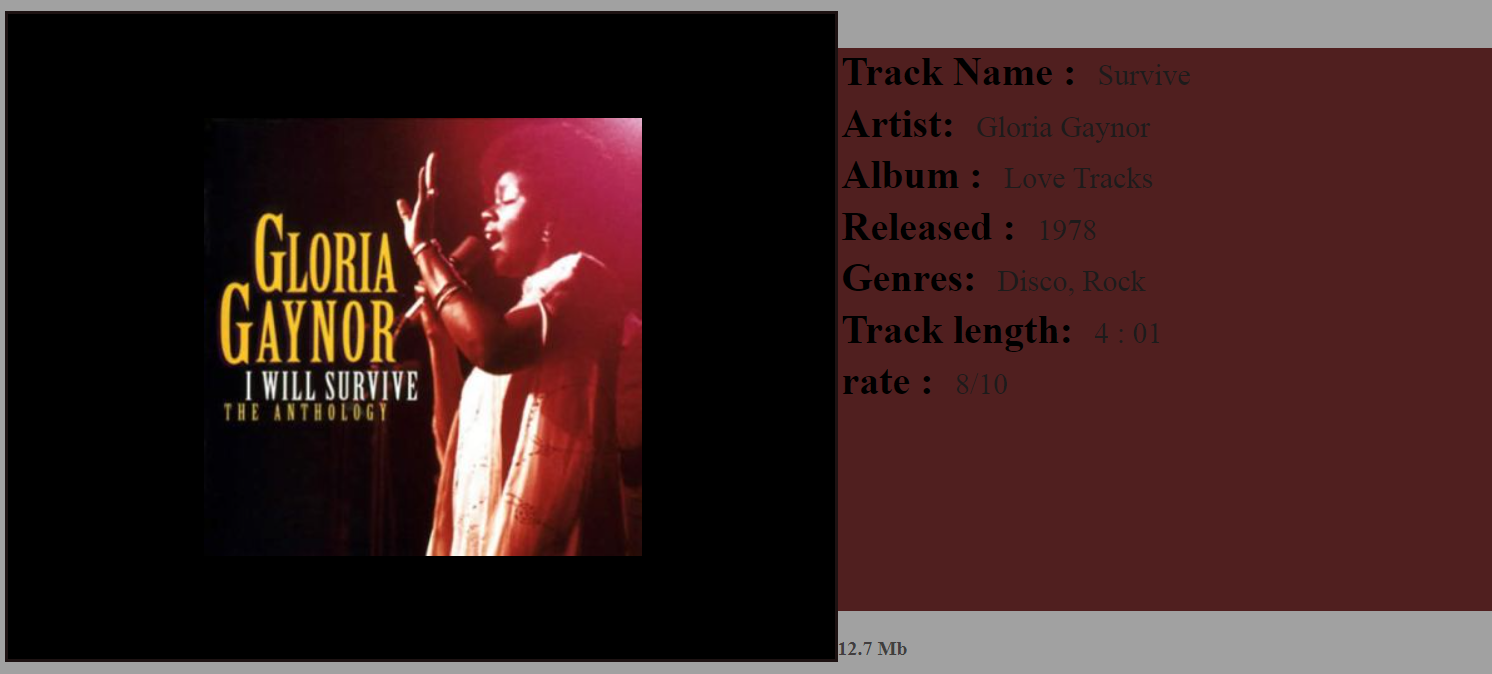 GLORIA
GAYNOR
I WILL SURVIVE
THE ANTHOLOGY
Track Name : Survive
Artist: Gloria Gaynor
Album : Love Tracks
Released : 1978
Genres: Disco, Rock
Track length: 4 : 01
rate : 8/10
12.7 Mb